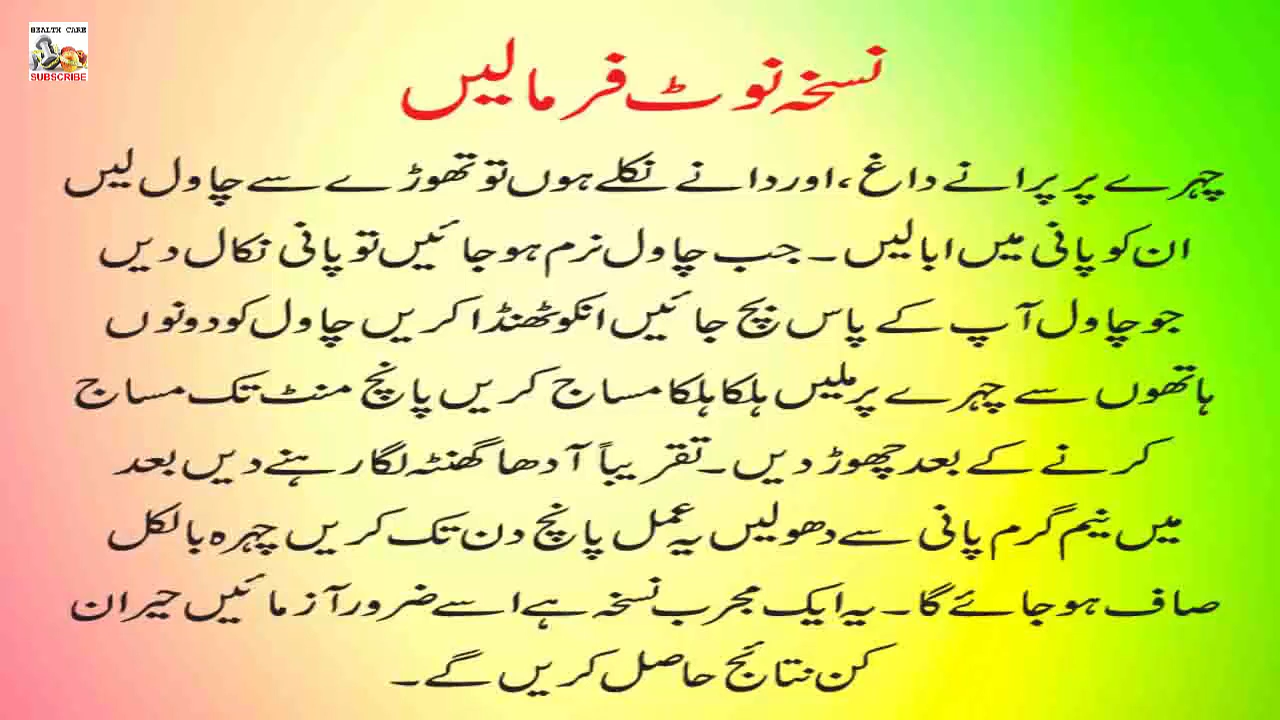 HEALTH CARE
SUBSCRIBE
نسخہ نوٹ فرمالیں
چہرے پر پرانے داغ، اور دانے نکلے ہوں تو تھوڑے سے چاول لیں
ان کو پانی میں ابالیں۔ جب چاول نرم ہو جائیں تو پانی نکال دیں
جو چاول آپ کے پاس بچ جائیں انکو ٹھنڈا کریں چاول کو دونوں
ہاتھوں سے چہرے پر ملیں ہلکا ہلکا مساج کریں پانچ منٹ تک مساج
کرنے کے بعد چھوڑ دیں۔ تقریباً آدھا گھنٹہ لگا رہنے دیں بعد
میں نیم گرم پانی سے دھولیں یہ عمل پانچ دن تک کریں چہرہ بالکل
صاف ہو جائے گا۔ یہ ایک مجرب نسخہ ہے اسے ضرور آزمائیں حیران
کن نتائج حاصل کریں گے۔